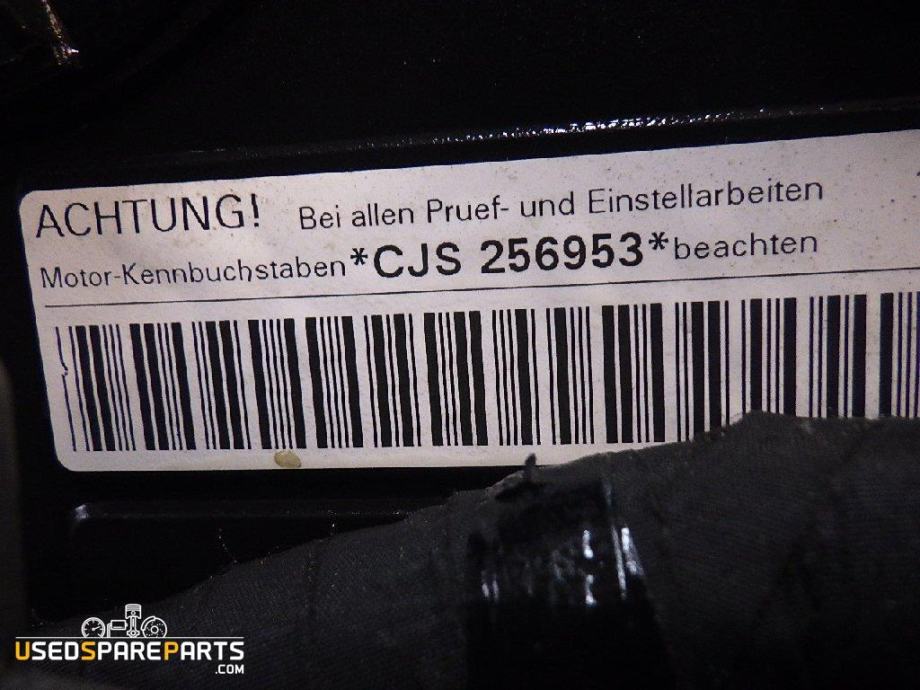 ACHTUNG! Bei allen Pruef- und Einstellarbeiten
Motor-Kennbuchstaben *CJS 256953* beachten
USEDSPAREPARTS
.COM